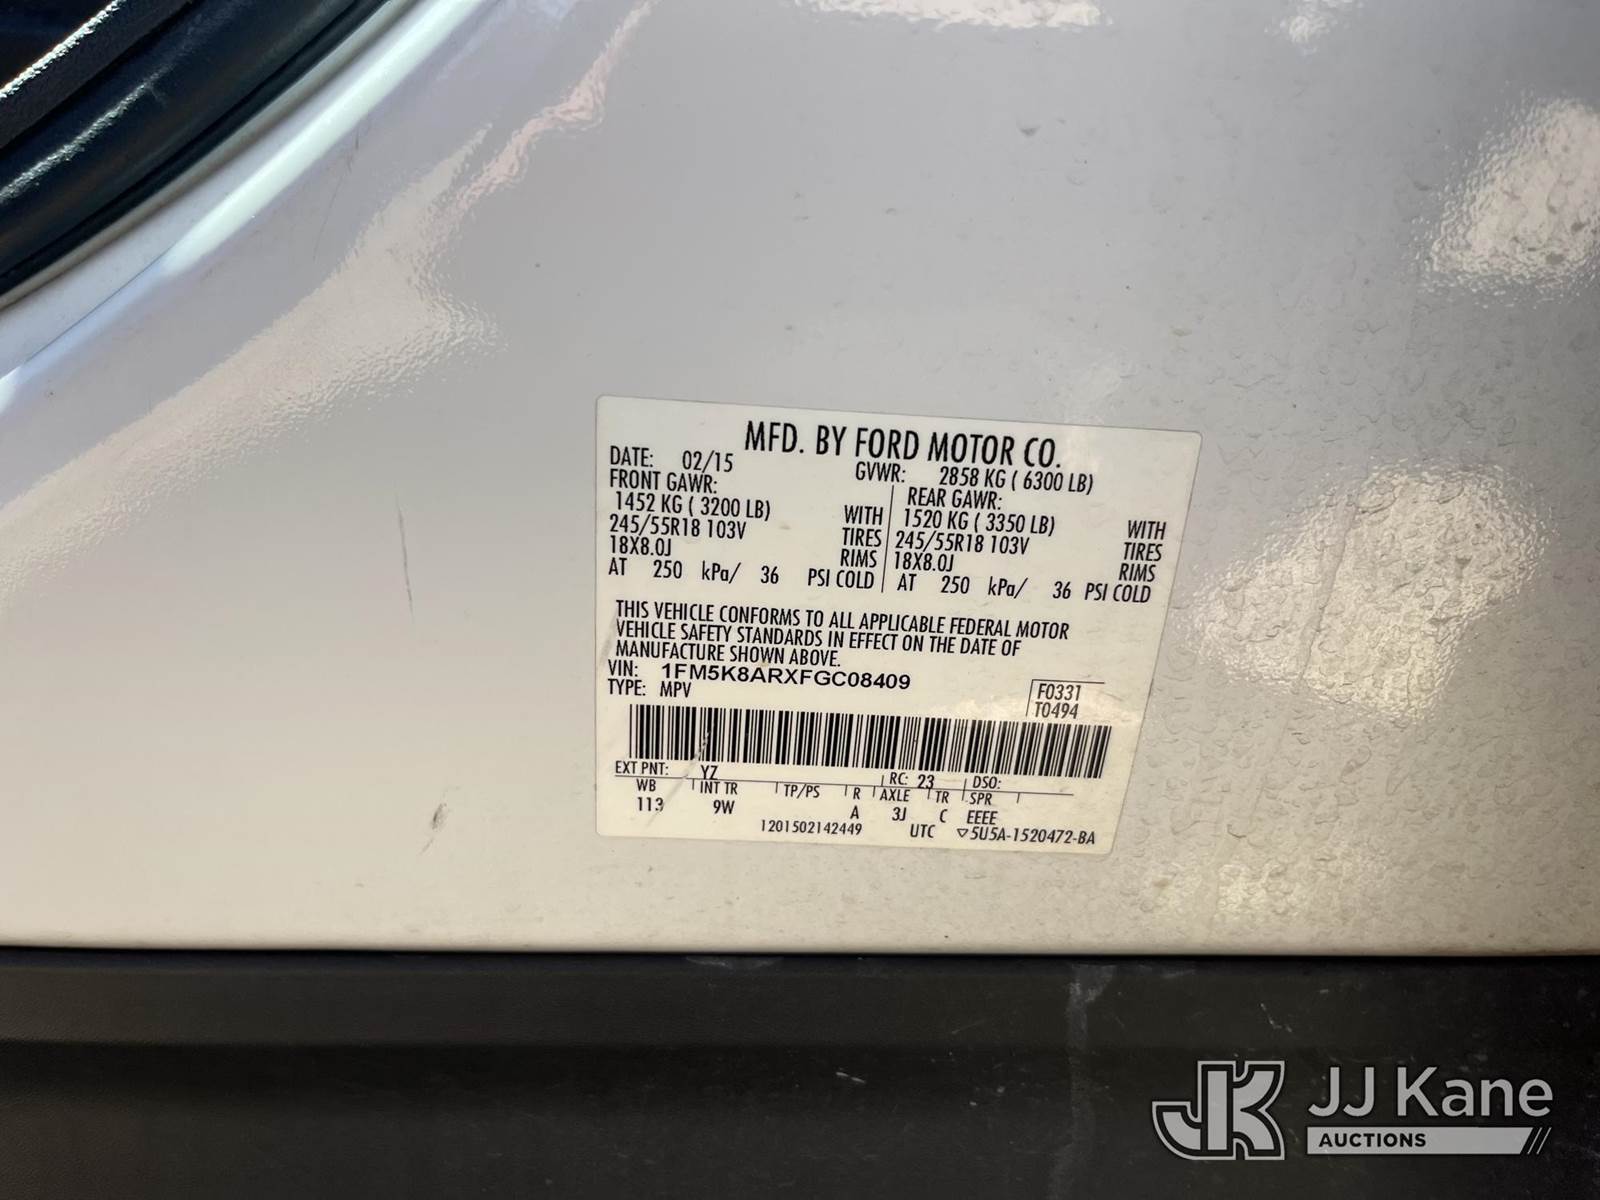 MFD. BY FORD MOTOR CO.
DATE: 02/15 GVWR: 2858 KG ( 6300 LB)
FRONT GAWR: REAR GAWR:
1452 KG ( 3200 LB) WITH 1520 KG ( 3350 LB) WITH
245/55R18 103V TIRES 245/55R18 103V TIRES
18X8.0J RIMS 18X8.0J RIMS
AT 250 kPa/ 36 PSI COLD AT 250 kPa/ 36 PSI COLD
THIS VEHICLE CONFORMS TO ALL APPLICABLE FEDERAL MOTOR
VEHICLE SAFETY STANDARDS IN EFFECT ON THE DATE OF
MANUFACTURE SHOWN ABOVE.
VIN: 1FM5K8ARXFGC08409
TYPE: MPV
F0331
T0494
EXT PNT: YZ RC: 23 DSO:
WB INT TR TP/PS R AXLE TR SPR
113 9W A 3J C EEEE
1201502142449 UTC ▽5U5A-1520472-BA
JK JJ Kane
AUCTIONS